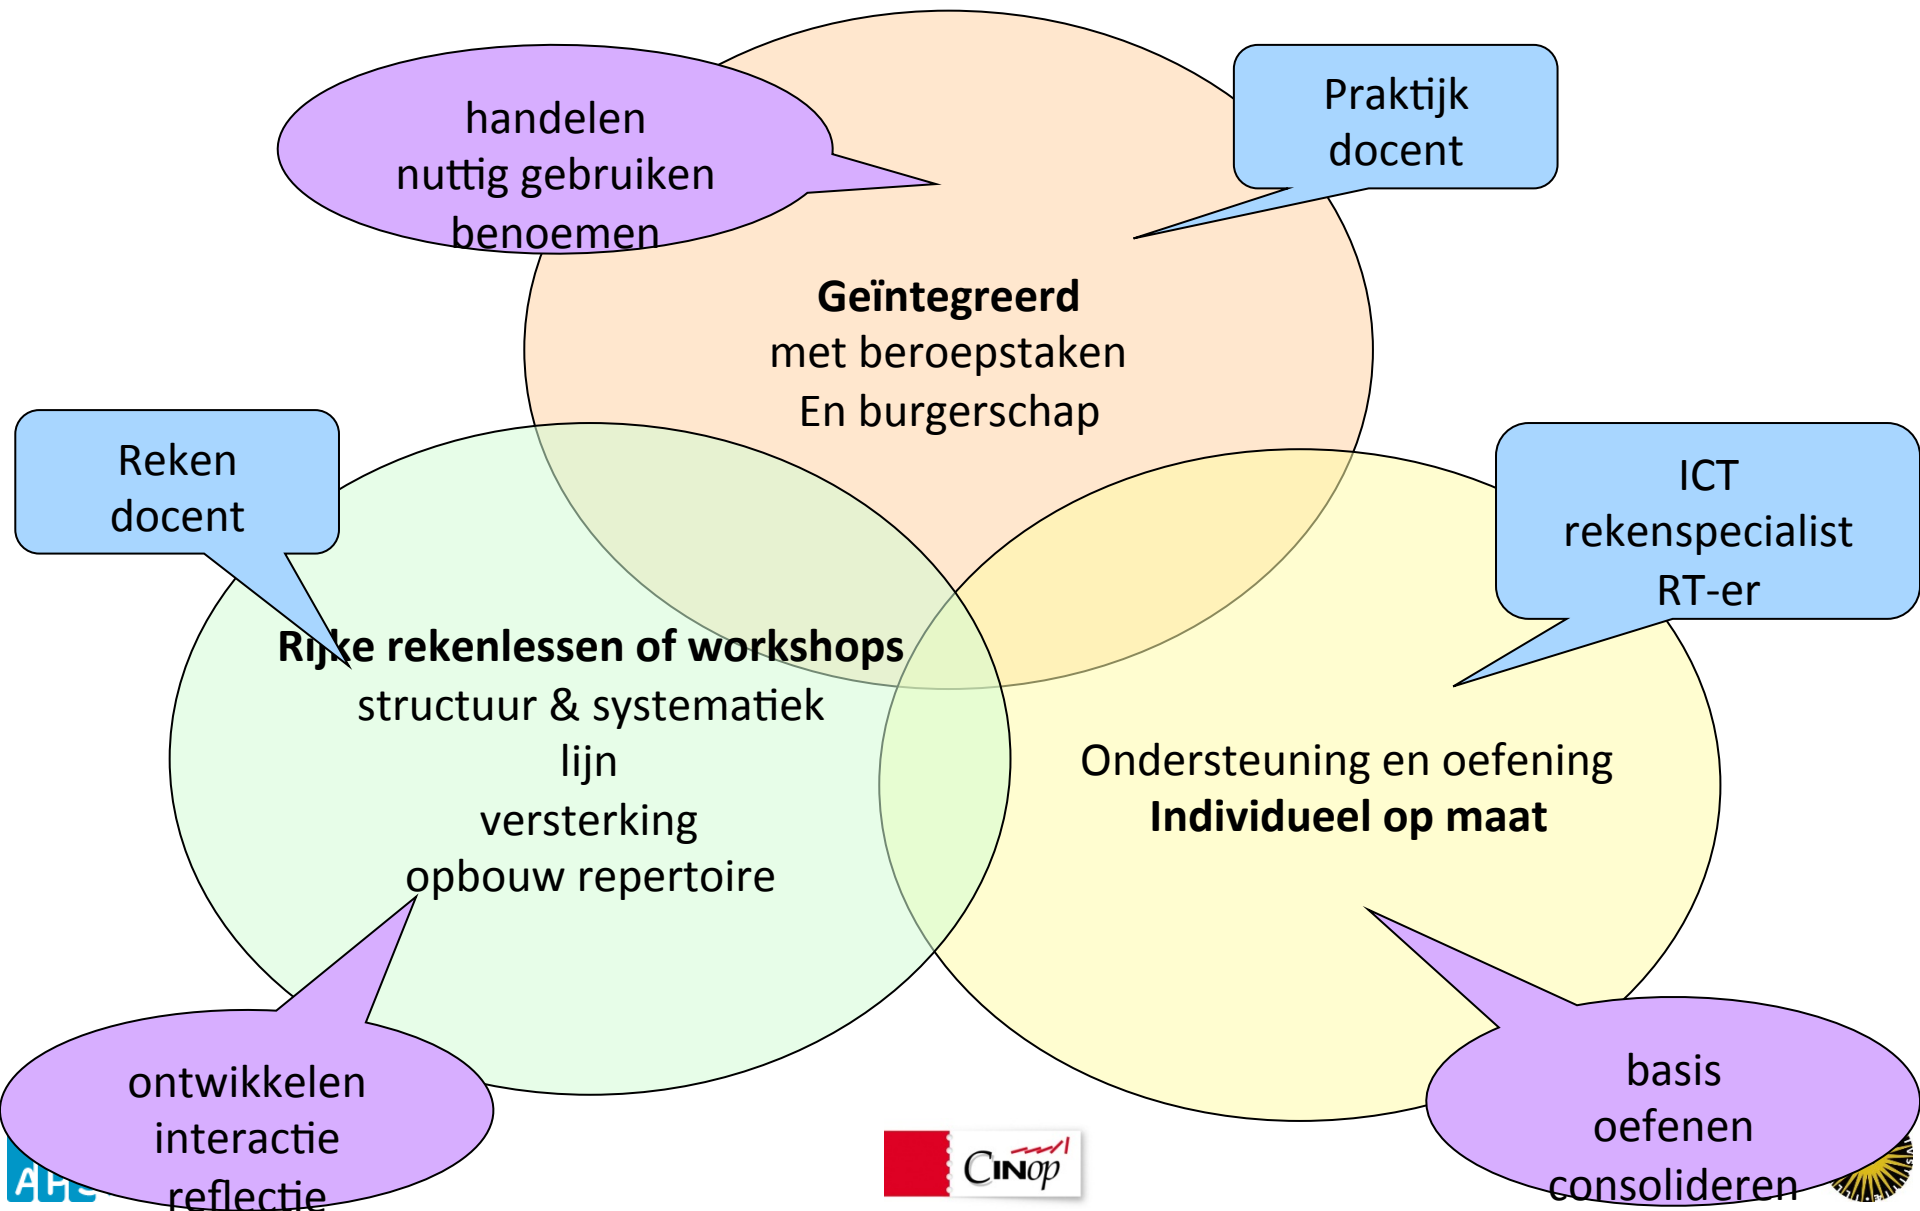 handelen
nuttig gebruiken
benoemen
Praktijk
docent
Geïntegreerd
met beroepstaken
En burgerschap
Reken
docent
ICT
rekenspecialist
RT-er
Rijke rekenlessen of workshops
structuur & systematiek
lijn
versterking
opbouw repertoire
Ondersteuning en oefening
Individueel op maat
ontwikkelen
interactie
reflectie
basis
oefenen
consolideren
APS
CINOP